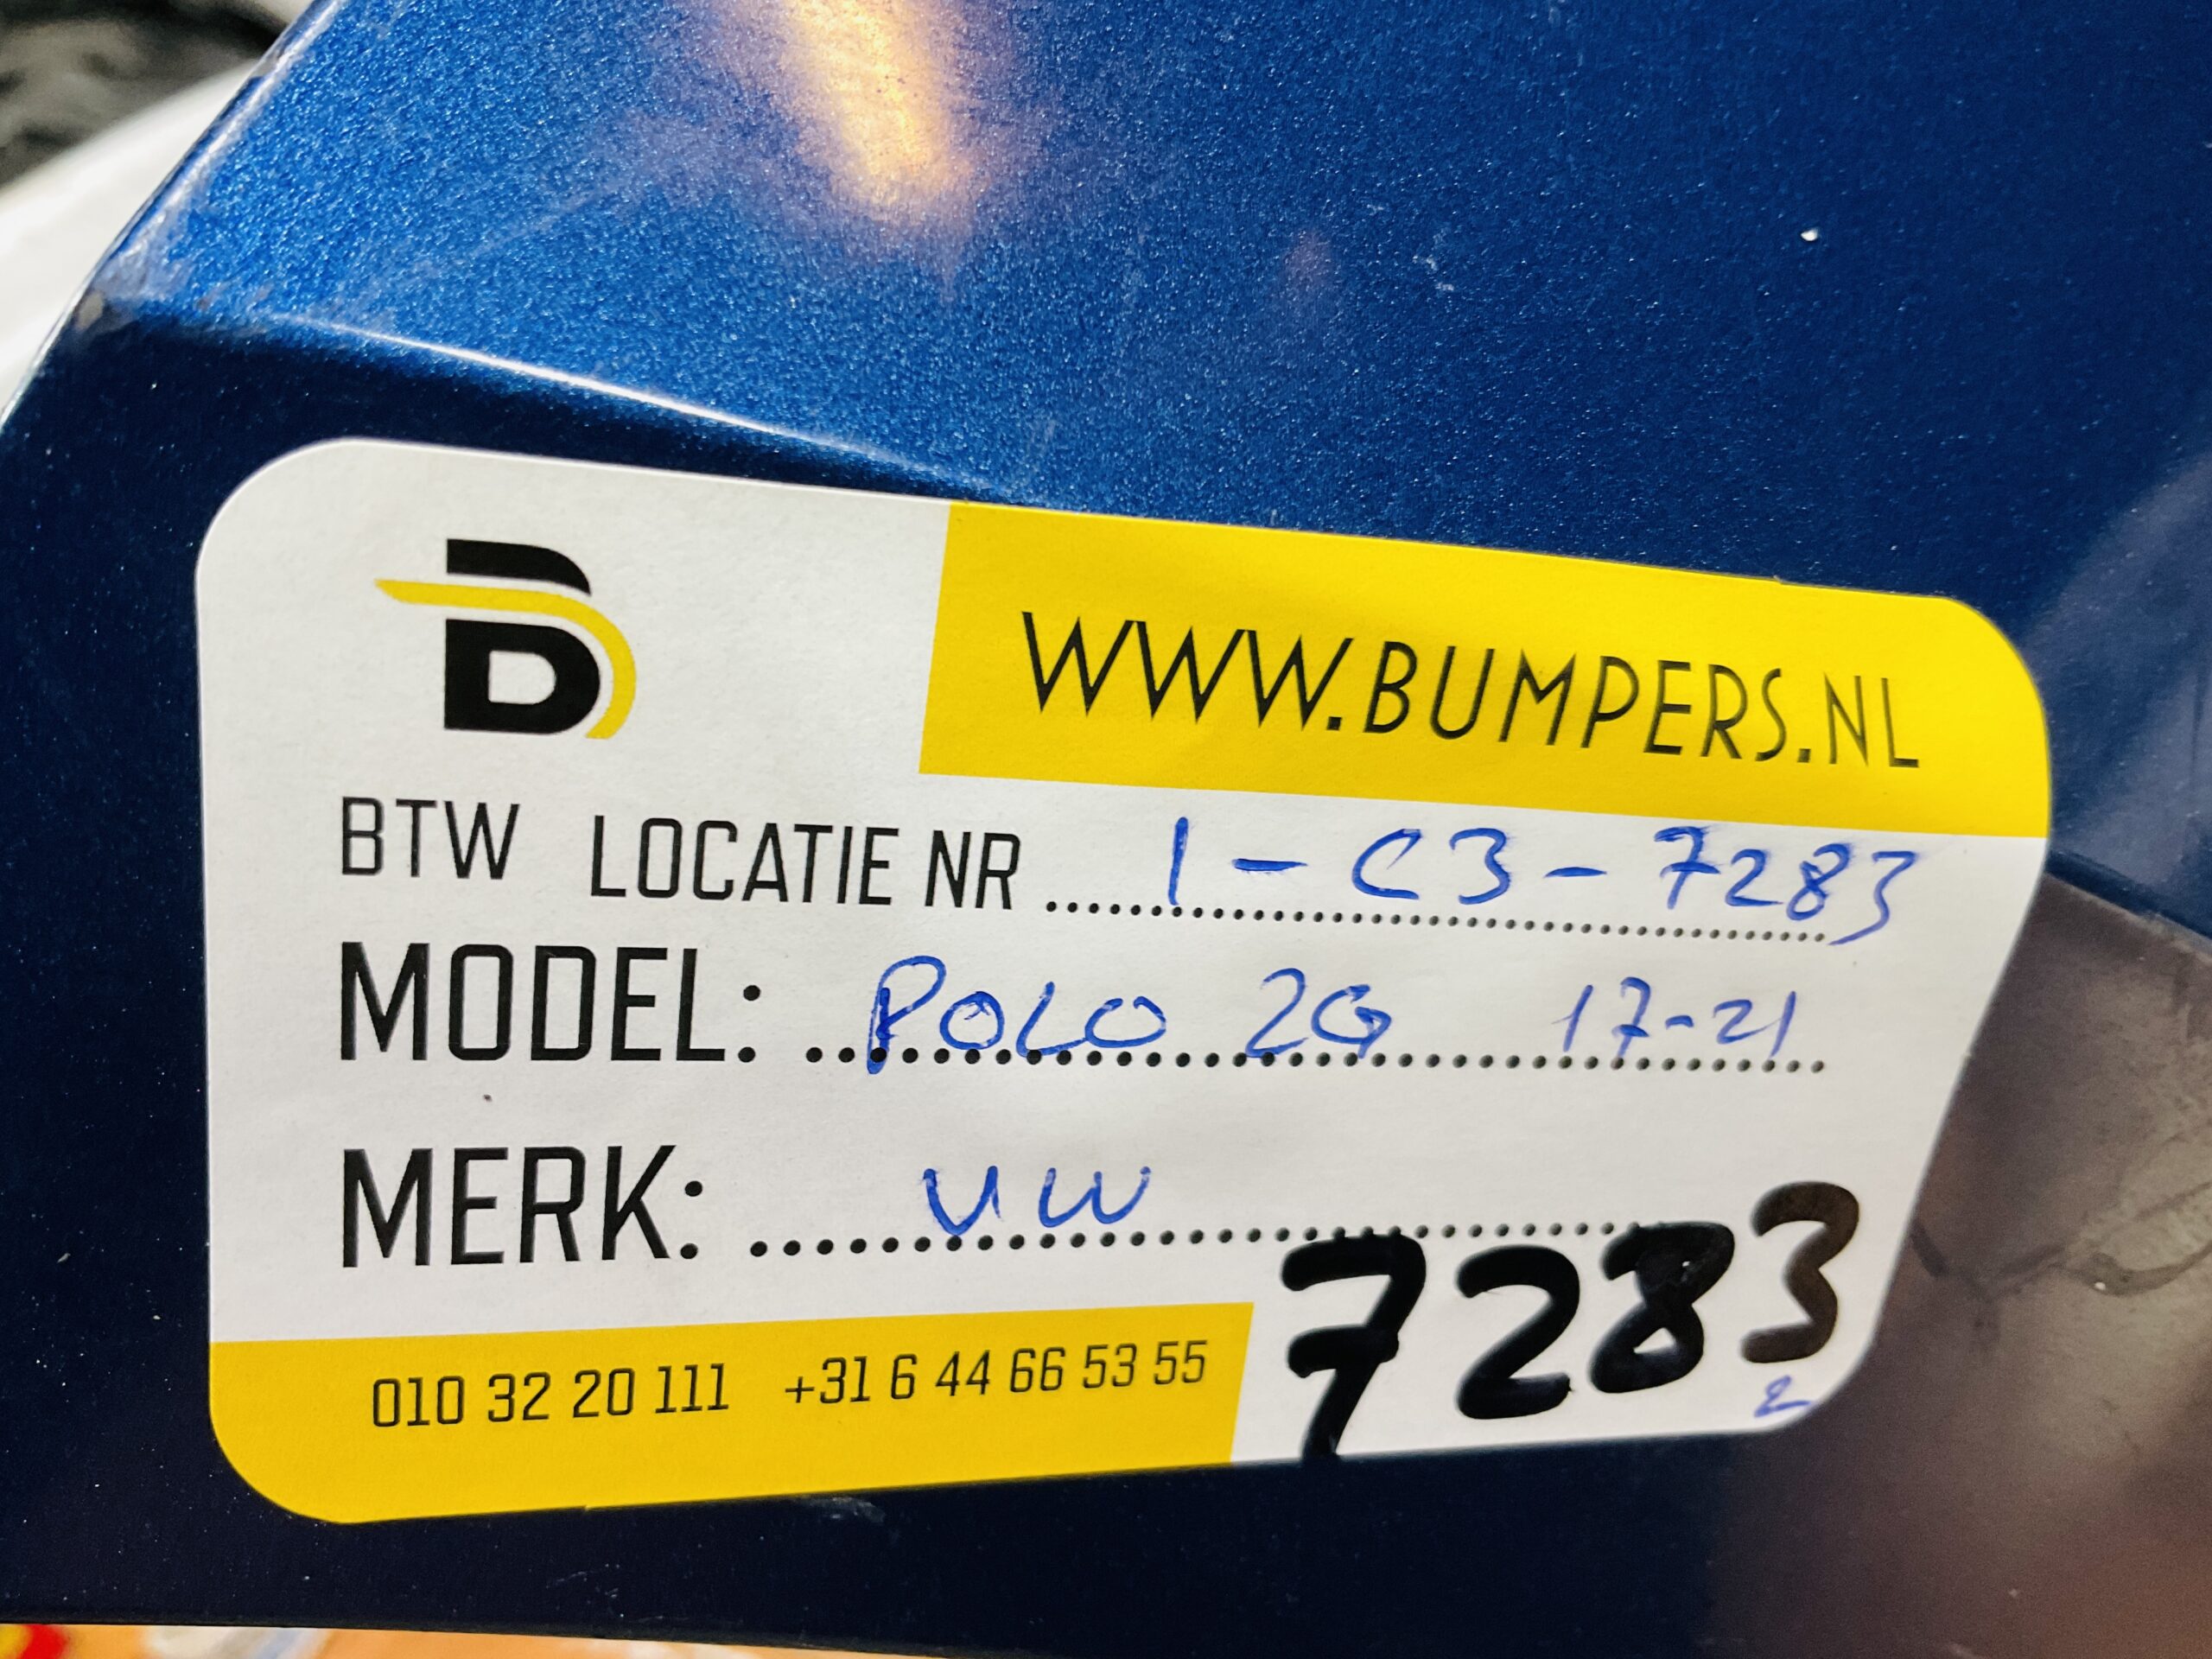 B
WWW.BUMPERS.NL
BTW LOCATIE NR 1 - C3 - 7283
MODEL: POLO 2G 17-21
MERK: VW
7283
2
010 32 20 111 +31 6 44 66 53 55